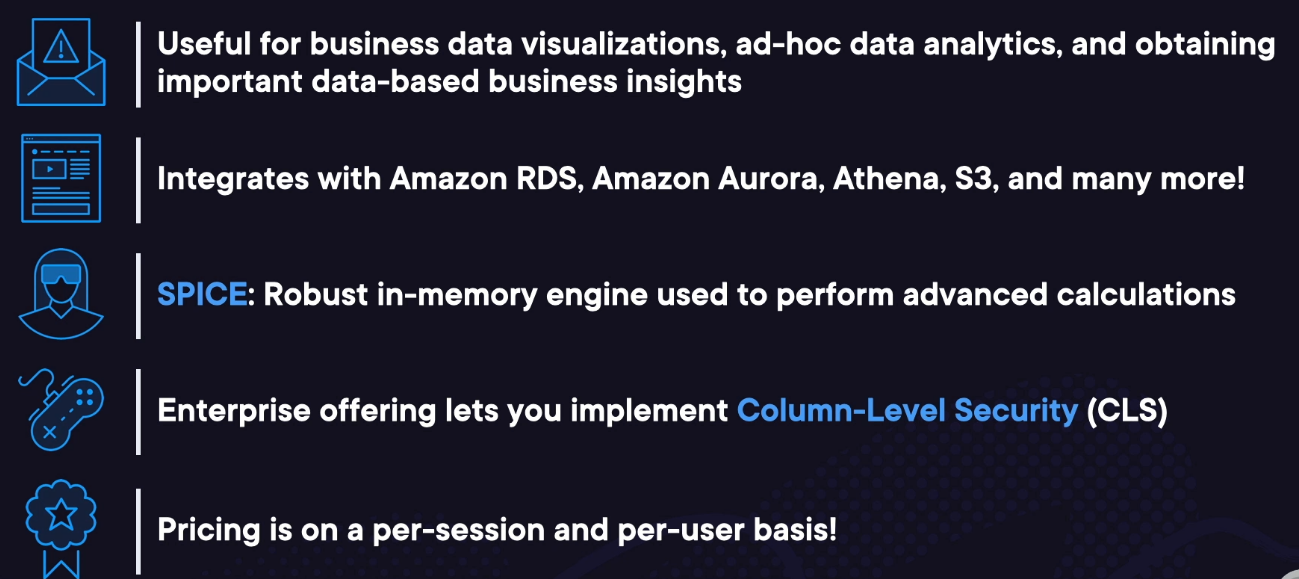 Useful for business data visualizations, ad-hoc data analytics, and obtaining
important data-based business insights
Integrates with Amazon RDS, Amazon Aurora, Athena, S3, and many more!
SPICE: Robust in-memory engine used to perform advanced calculations
Enterprise offering lets you implement Column-Level Security (CLS)
Pricing is on a per-session and per-user basis!